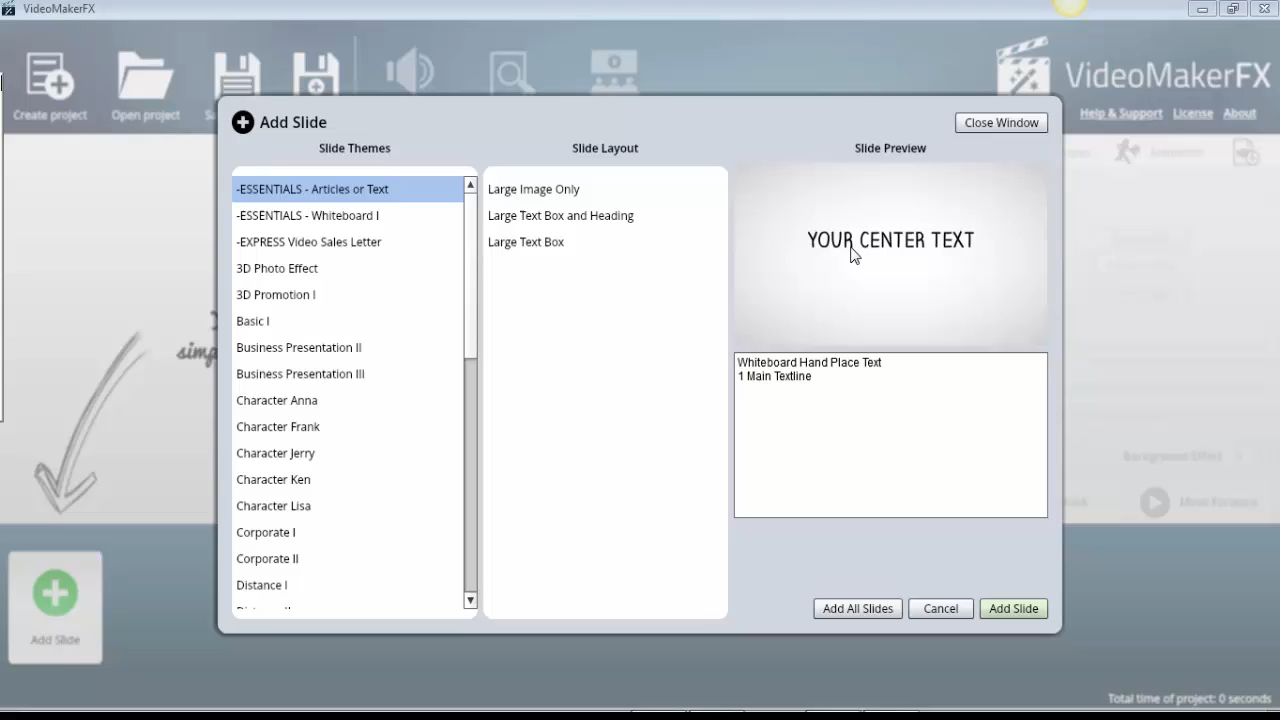 VideoMakerFX
Create project
Open project
VideoMakerFX
Help & Support License About
Add Slide
Close Window
Slide Themes
Slide Layout
Slide Preview
-ESSENTIALS - Articles or Text
-ESSENTIALS - Whiteboard I
-EXPRESS Video Sales Letter
3D Photo Effect
3D Promotion I
Basic I
Business Presentation II
Business Presentation III
Character Anna
Character Frank
Character Jerry
Character Ken
Character Lisa
Corporate I
Corporate II
Distance I
Large Image Only
Large Text Box and Heading
Large Text Box
YOUR CENTER TEXT
Whiteboard Hand Place Text
1 Main Textline
Background Effect
Move Forward
Add All Slides
Cancel
Add Slide
Add Slide
Total time of project: 0 seconds